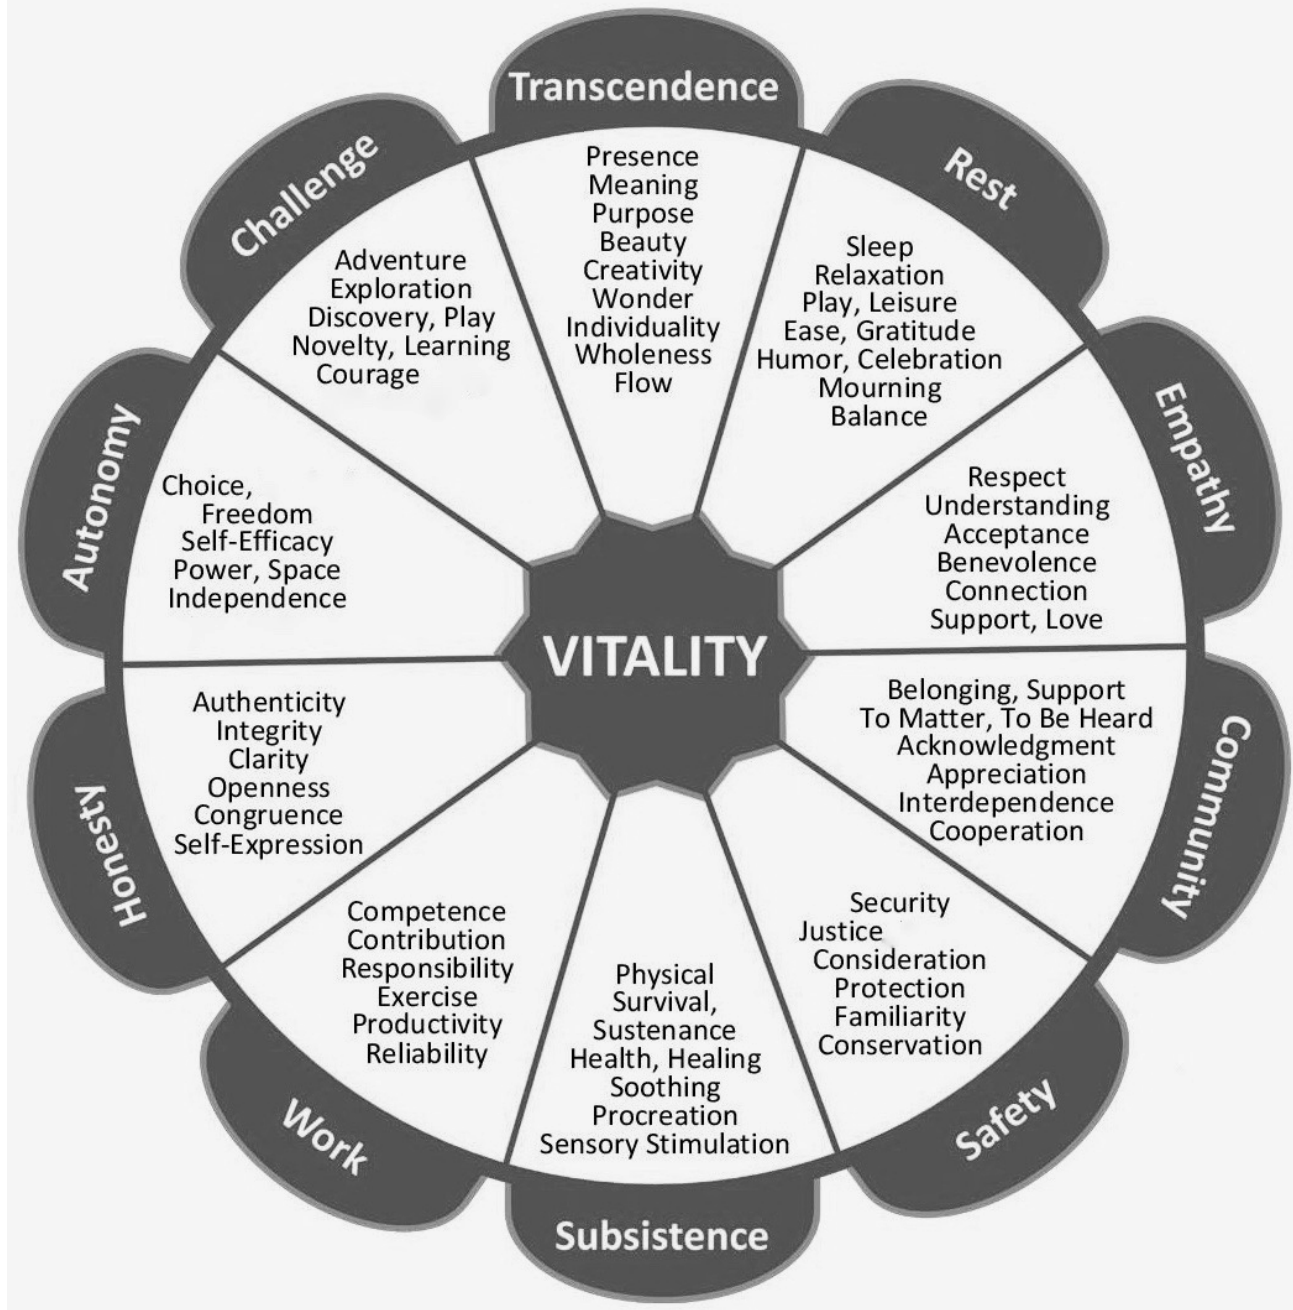 Transcendence
Presence
Meaning
Purpose
Beauty
Creativity
Wonder
Individuality
Wholeness
Flow
Rest
Sleep
Relaxation
Play, Leisure
Ease, Gratitude
Humor, Celebration
Mourning
Balance
Empathy
Respect
Understanding
Acceptance
Benevolence
Connection
Support, Love
Community
Belonging, Support
To Matter, To Be Heard
Acknowledgment
Appreciation
Interdependence
Cooperation
Safety
Security
Justice
Consideration
Protection
Familiarity
Conservation
Subsistence
Physical
Survival,
Sustenance
Health, Healing
Soothing
Procreation
Sensory Stimulation
Work
Competence
Contribution
Responsibility
Exercise
Productivity
Reliability
Honesty
Authenticity
Integrity
Clarity
Openness
Congruence
Self-Expression
Autonomy
Choice,
Freedom
Self-Efficacy
Power, Space
Independence
Challenge
Adventure
Exploration
Discovery, Play
Novelty, Learning
Courage
VITALITY